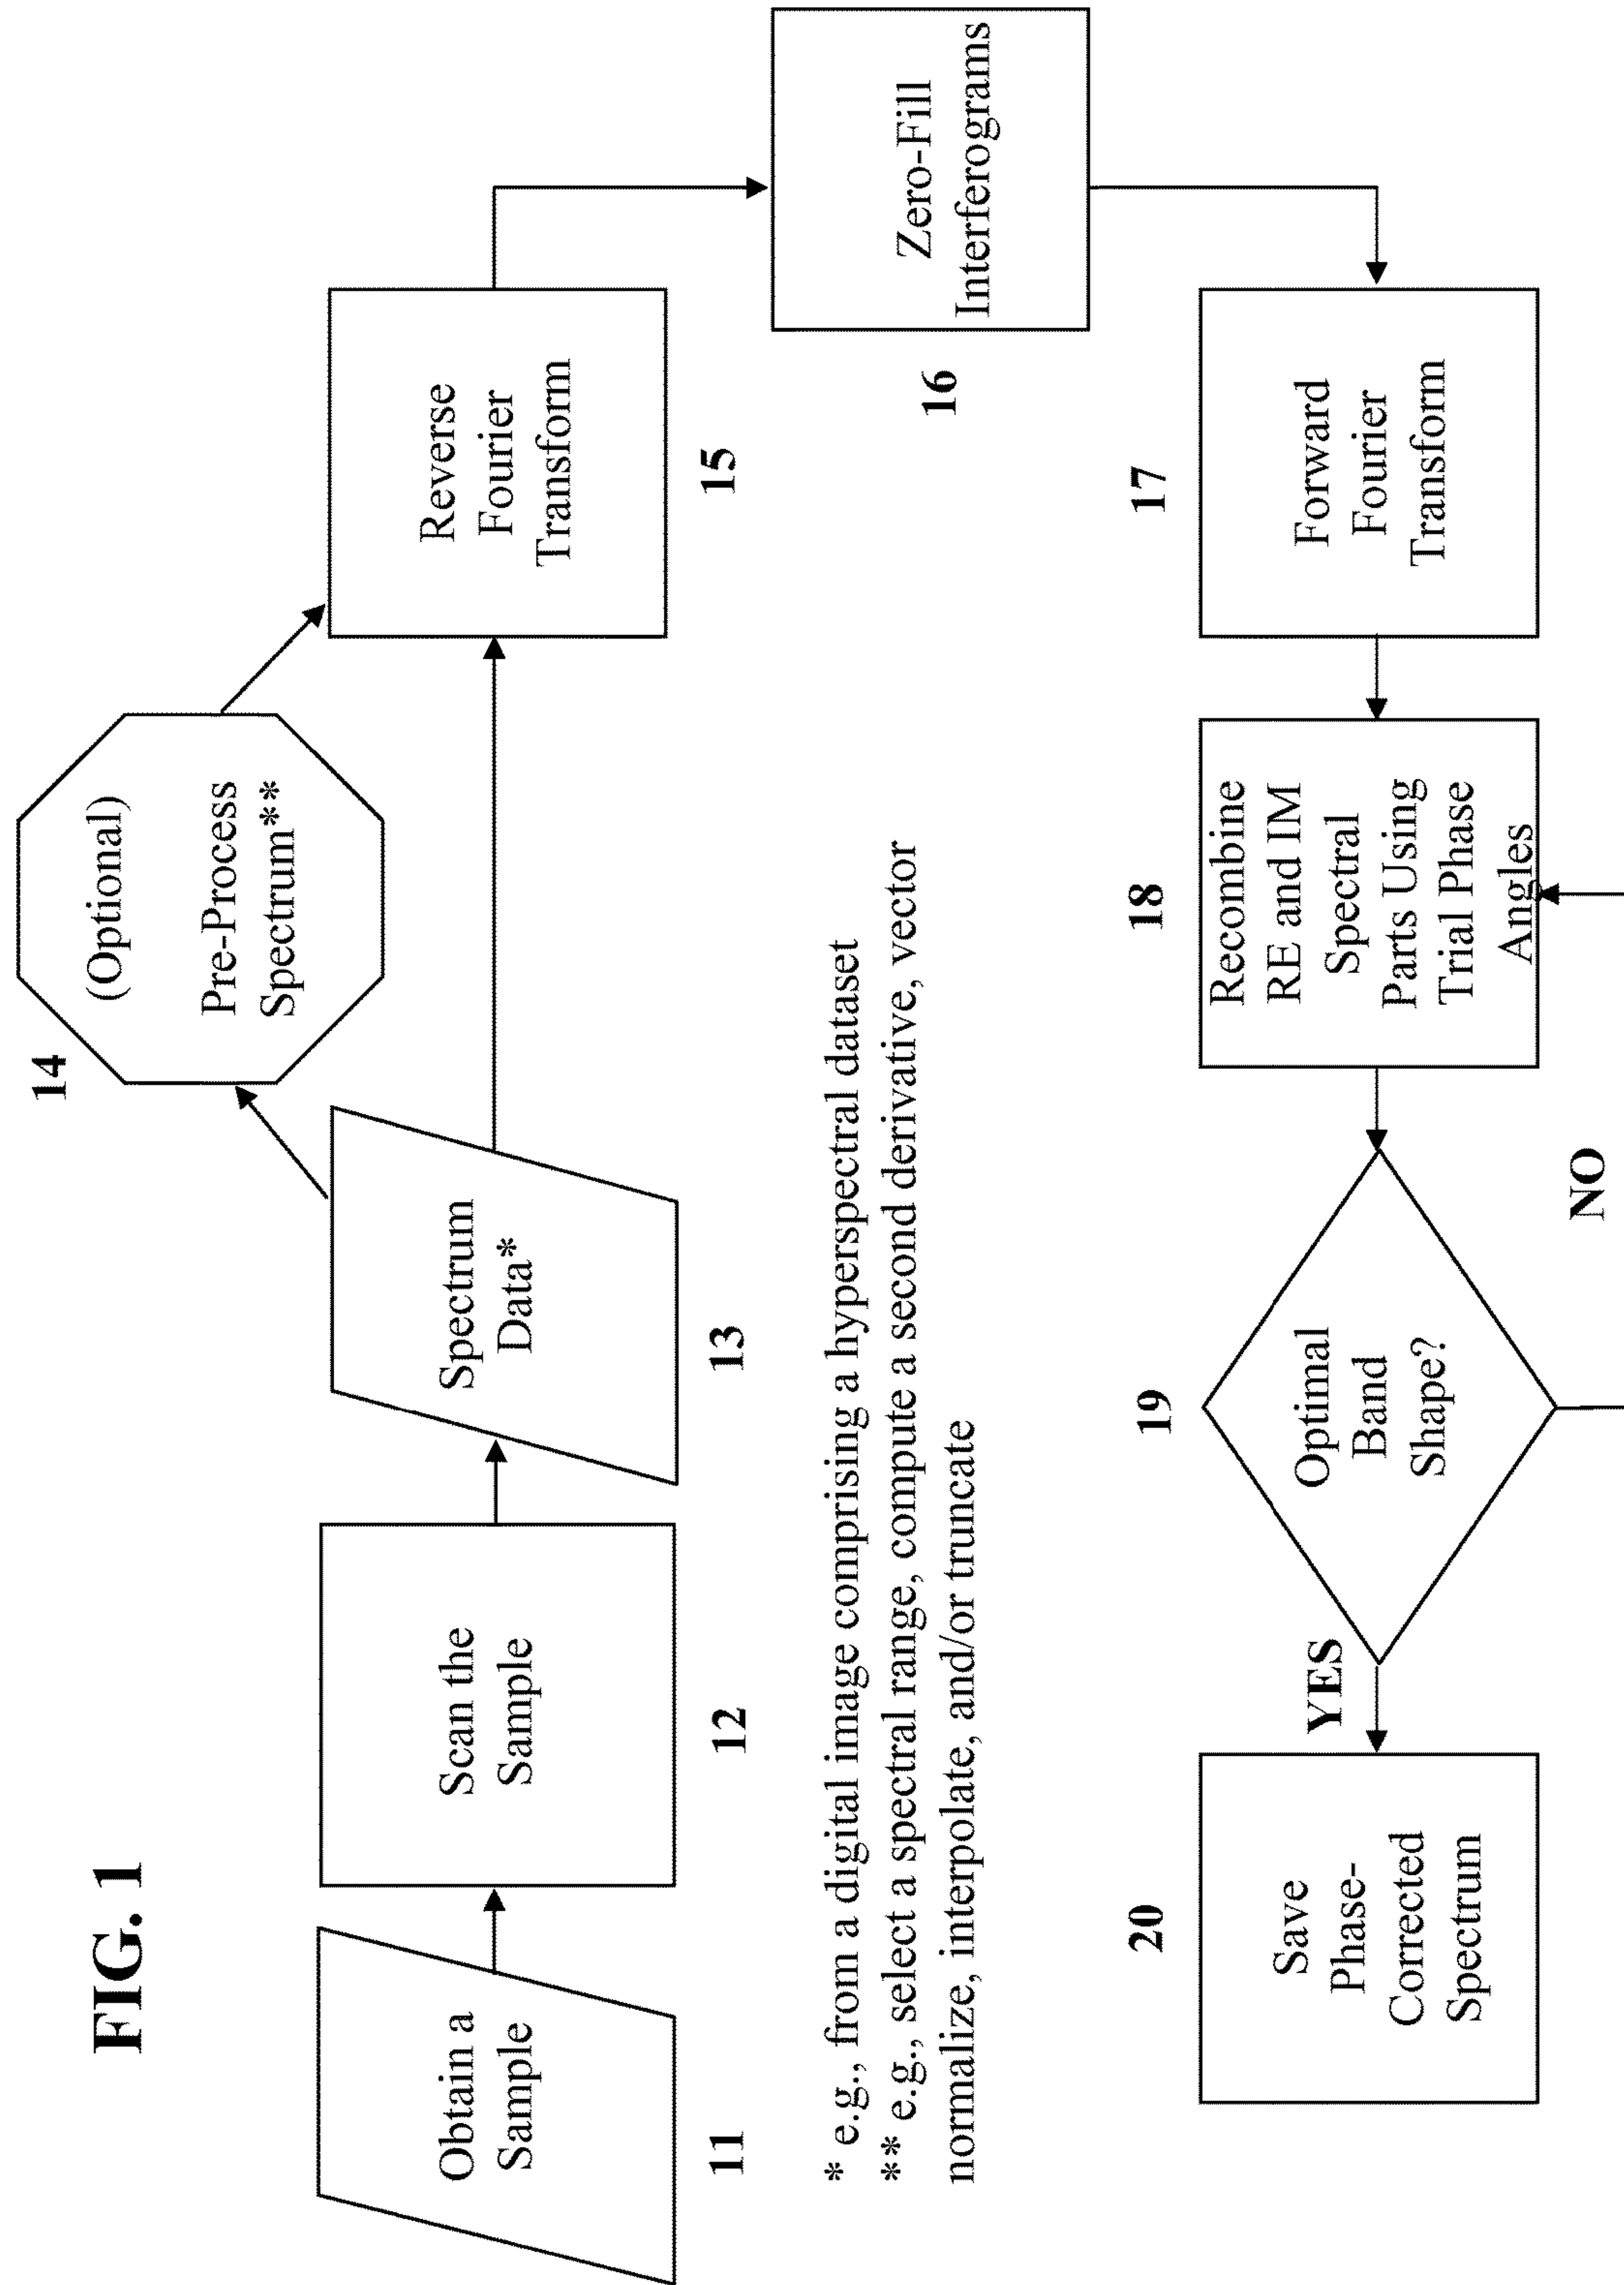 FIG. 1
Obtain a
Sample
11
Scan the
Sample
12
Spectrum
Data*
13
14
(Optional)
Pre-Process
Spectrum**
Reverse
Fourier
Transform
15
Zero-Fill
Interferograms
16
* e.g., from a digital image comprising a hyperspectral dataset
** e.g., select a spectral range, compute a second derivative, vector
normalize, interpolate, and/or truncate
17
Forward
Fourier
Transform
18
Recombine
RE and IM
Spectral
Parts Using
Trial Phase
Angles
19
Optimal
Band
Shape?
NO
YES
20
Save
Phase-
Corrected
Spectrum